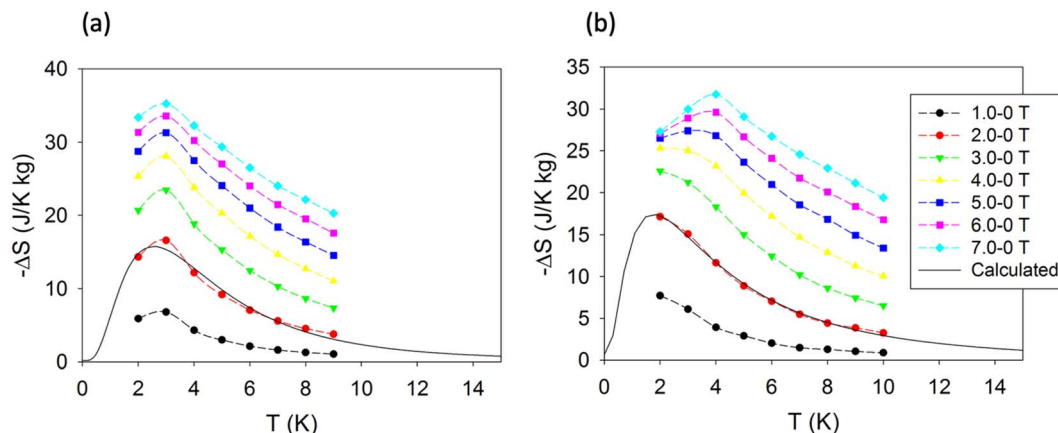 (a)
40
30
20
10
0
-ΔS (J/K kg)
0 2 4 6 8 10 12 14
T (K)
(b)
35
30
25
20
15
10
5
0
-ΔS (J/K kg)
0 2 4 6 8 10 12 14
T (K)
1.0-0 T
2.0-0 T
3.0-0 T
4.0-0 T
5.0-0 T
6.0-0 T
7.0-0 T
Calculated